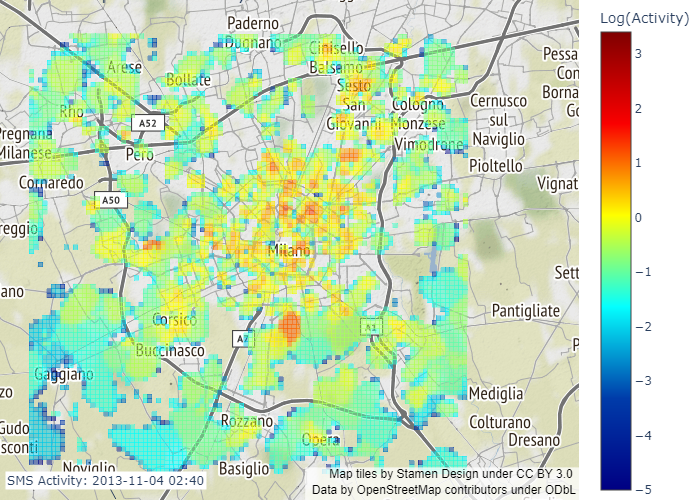 Paderno
Dugnano
Cinisello
Balsamo
Arese
Bollate
Sesto
San
Giovanni
Rho
Cologno
Monzese
Cernusco
sul
Naviglio
Pessa
Con
Borna
Go
A52
Pregnana
Milanese
Pero
Vimodrone
Pioltello
Cornaredo
Vignat
A50
reggio
Milano
Sett
ano
Pantigliate
Corsico
A7
A1
Buccinasco
P
Gaggiano
zo
Mediglia
Rozzano
Colturano
Gudo
sconti
Opera
Dresano
Noviglio
Basiglio
SMS Activity: 2013-11-04 02:40
Map tiles by Stamen Design under CC BY 3.0
Data by OpenStreetMap contributors under ODbL
Log(Activity)
3
2
1
0
−1
−2
−3
−4
−5